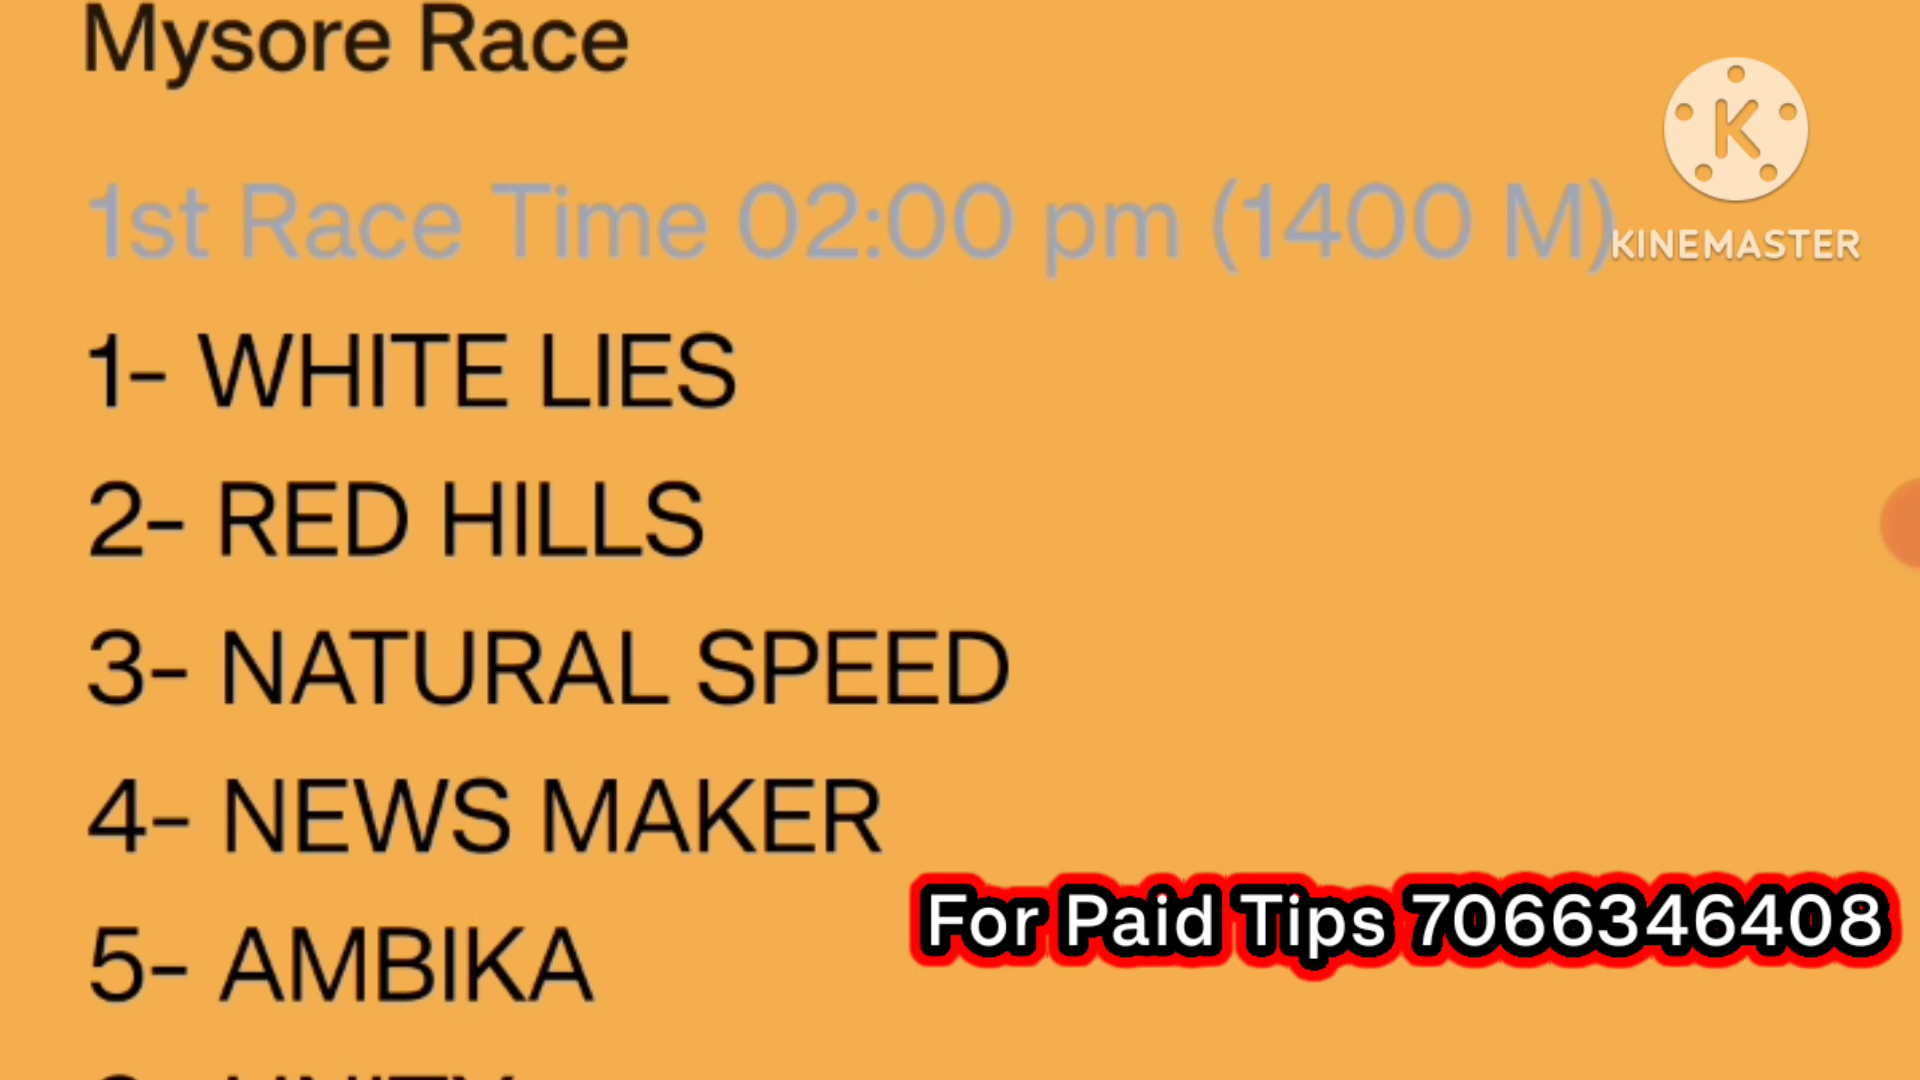 Mysore Race
1st Race Time 02:00 pm (1400 M)
K
KINEMASTER
1- WHITE LIES
2- RED HILLS
3- NATURAL SPEED
4- NEWS MAKER
For Paid Tips 7066346408
5- AMBIKA